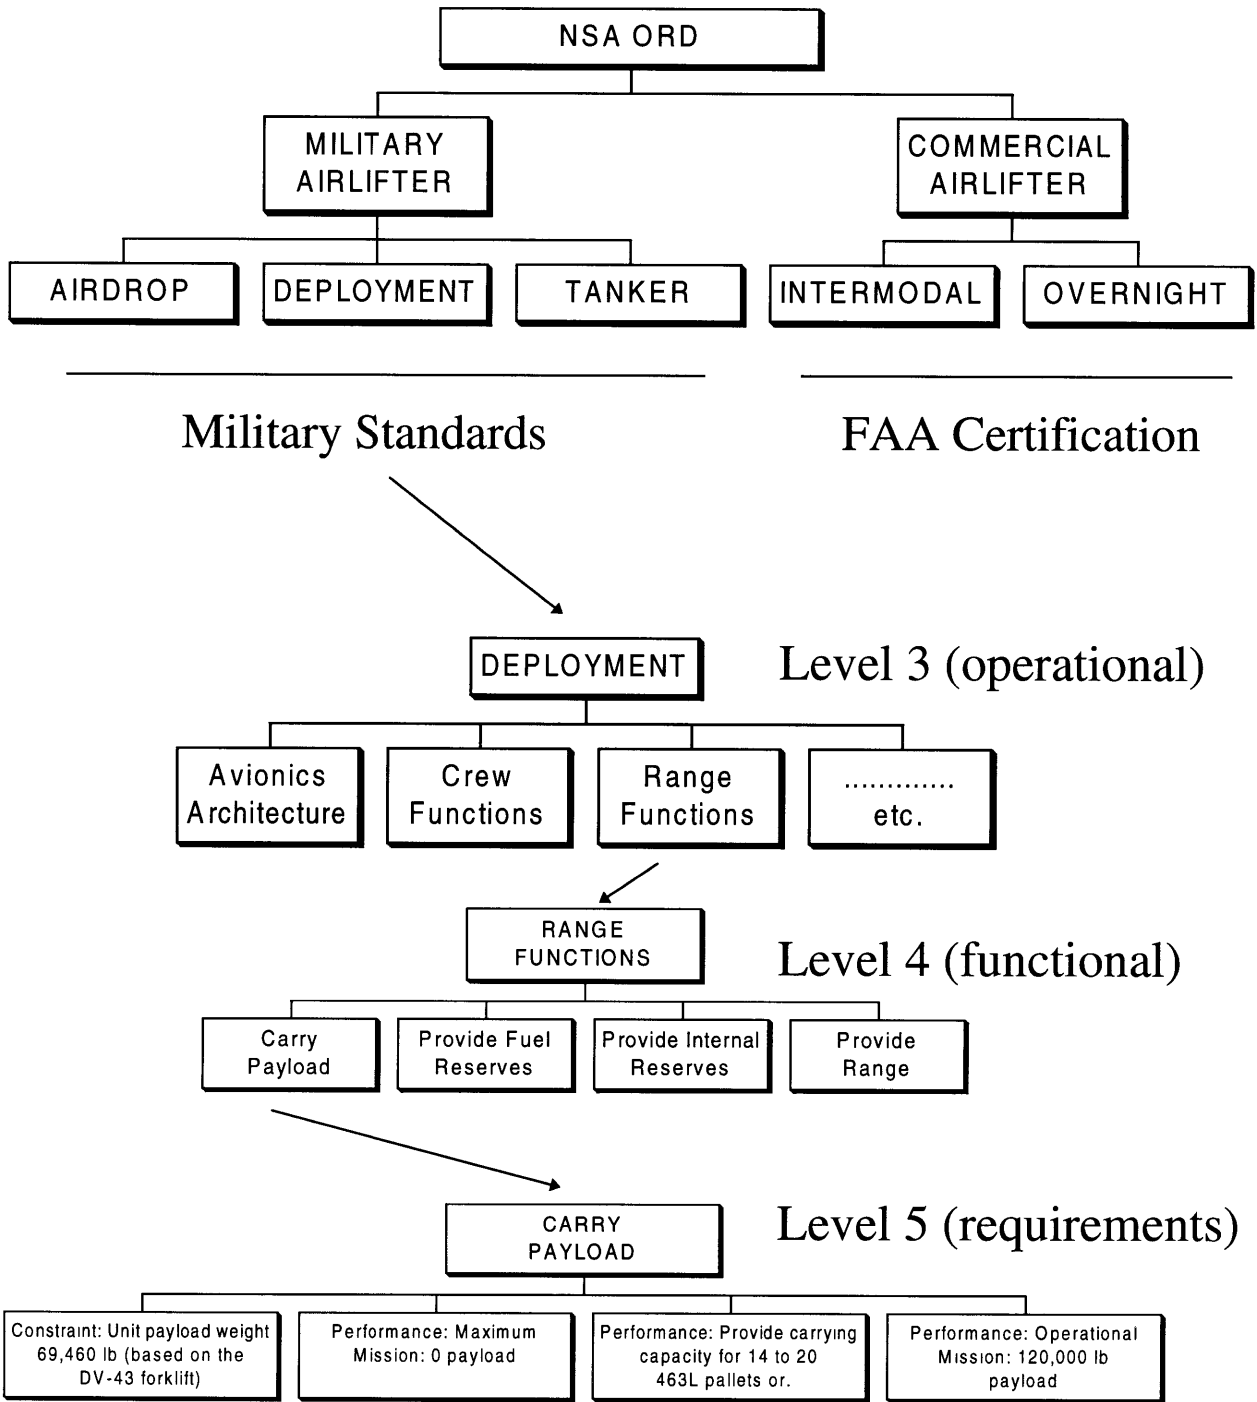 NSA ORD
MILITARY
AIRLIFTER
COMMERCIAL
AIRLIFTER
AIRDROP
DEPLOYMENT
TANKER
INTERMODAL
OVERNIGHT
Military Standards
FAA Certification
DEPLOYMENT
Level 3 (operational)
Avionics
Architecture
Crew
Functions
Range
Functions
.............
etc.
RANGE
FUNCTIONS
Level 4 (functional)
Carry
Payload
Provide Fuel
Reserves
Provide Internal
Reserves
Provide
Range
CARRY
PAYLOAD
Level 5 (requirements)
Constraint: Unit payload weight
69,460 lb (based on the
DV-43 forklift)
Performance: Maximum
Mission: 0 payload
Performance: Provide carrying
capacity for 14 to 20
463L pallets or.
Performance: Operational
Mission: 120,000 lb
payload